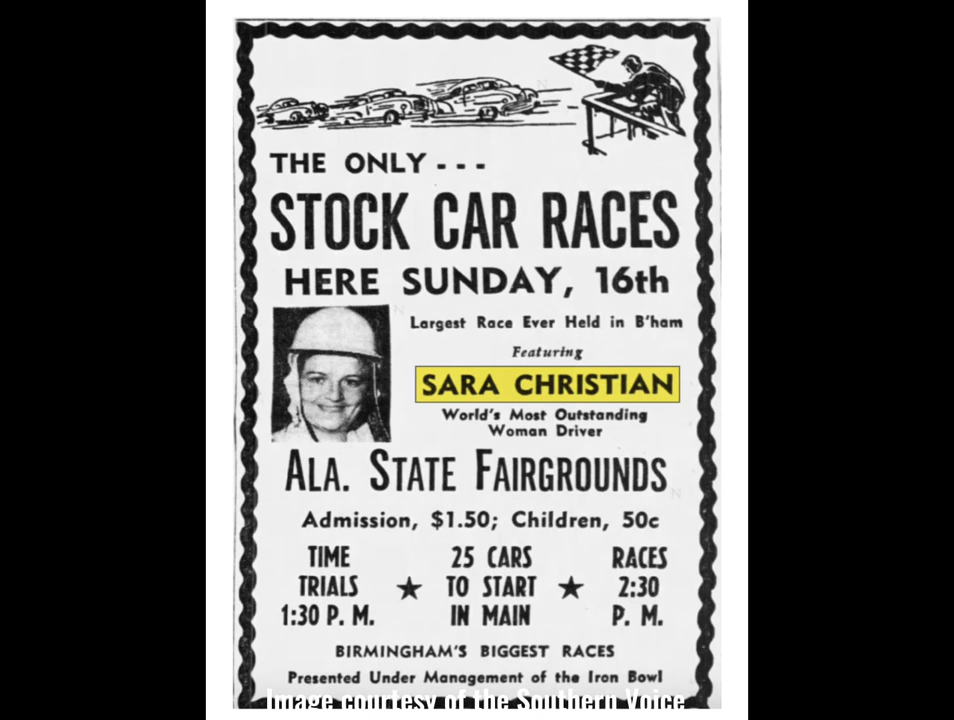 THE ONLY - - -
STOCK CAR RACES
HERE SUNDAY, 16th
Largest Race Ever Held in B'ham
Featuring
SARA CHRISTIAN
World's Most Outstanding
Woman Driver
ALA. STATE FAIRGROUNDS
Admission, $1.50; Children, 50c
TIME
TRIALS
1:30 P. M.
25 CARS
TO START
IN MAIN
RACES
2:30
P. M.
BIRMINGHAM'S BIGGEST RACES
Presented Under Management of the Iron Bowl
Image courtesy of the Southern Voice